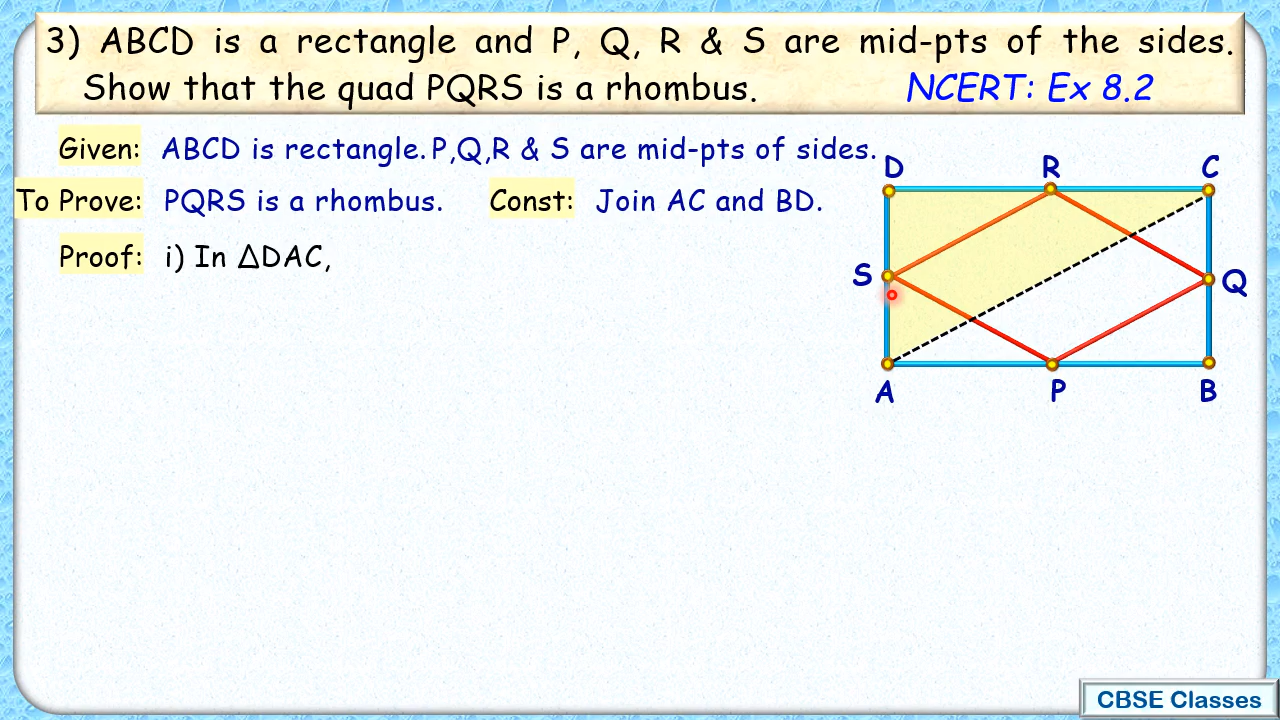 3) ABCD is a rectangle and P, Q, R & S are mid-pts of the sides.
Show that the quad PQRS is a rhombus. NCERT: Ex 8.2
Given: ABCD is rectangle. P,Q,R & S are mid-pts of sides.
To Prove: PQRS is a rhombus. Const: Join AC and BD.
Proof: i) In ΔDAC,
D R C
S Q
A P B
CBSE Classes